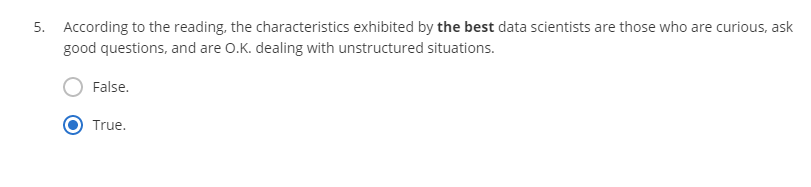 5. According to the reading, the characteristics exhibited by the best data scientists are those who are curious, ask
good questions, and are O.K. dealing with unstructured situations.
False.
True.